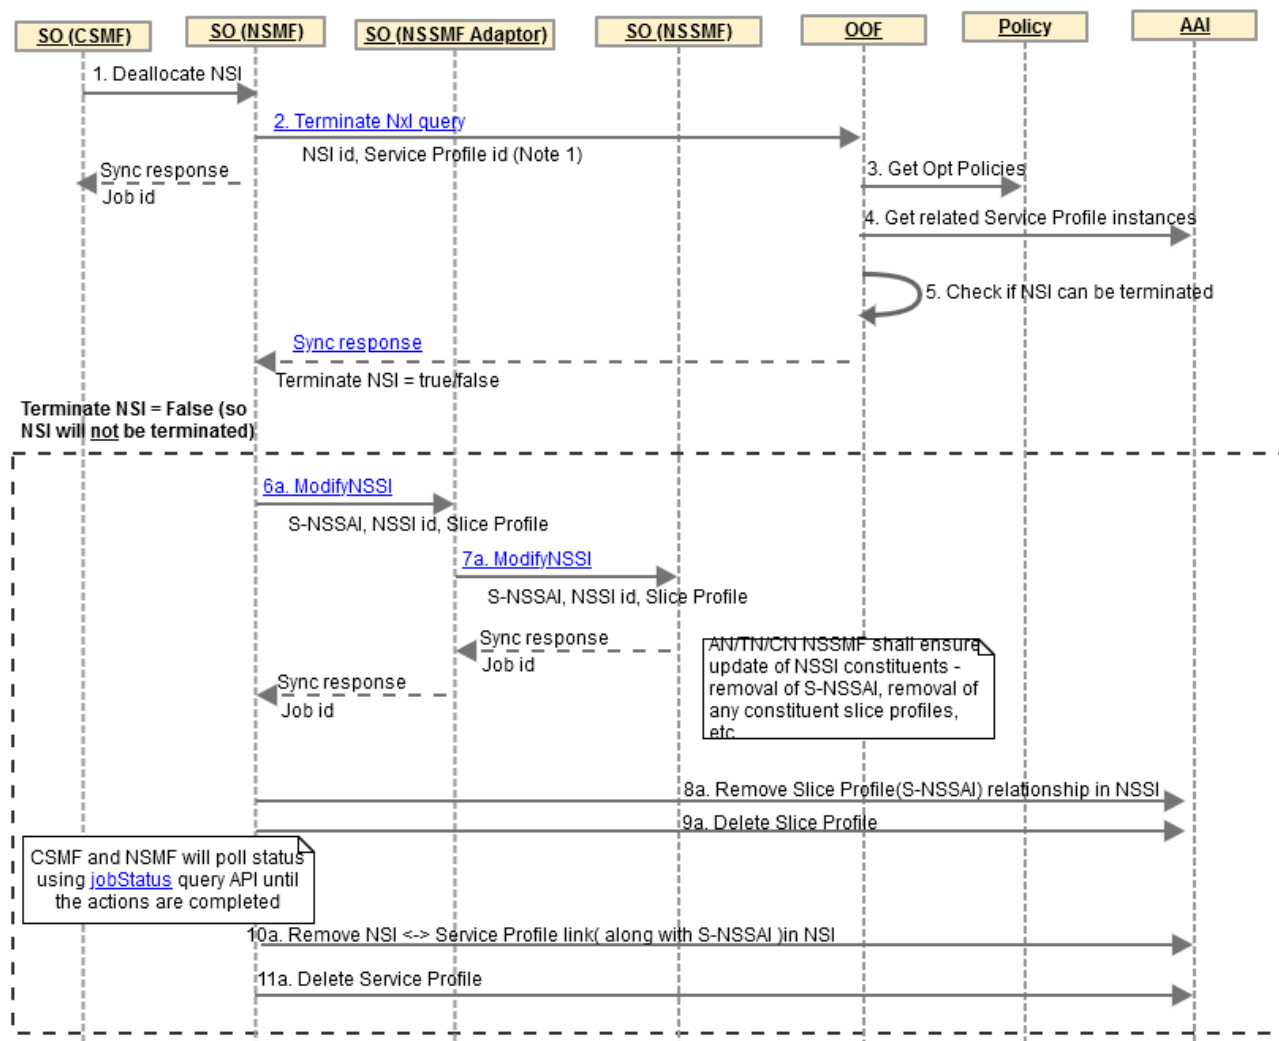 SO (CSMF)
SO (NSMF)
SO (NSSMF Adaptor)
SO (NSSMF)
OOF
Policy
AAI
1. Deallocate NSI
2. Terminate NxI query
NSI id, Service Profile id (Note 1)
Sync response
Job id
3. Get Opt Policies
4. Get related Service Profile instances
5. Check if NSI can be terminated
Sync response
Terminate NSI = true/false
Terminate NSI = False (so
NSI will not be terminated)
6a. ModifyNSSI
S-NSSAI, NSSI id, Slice Profile
7a. ModifyNSSI
S-NSSAI, NSSI id, Slice Profile
Sync response
Job id
AN/TN/CN NSSMF shall ensure
update of NSSI constituents -
removal of S-NSSAI, removal of
any constituent slice profiles,
etc
Sync response
Job id
8a. Remove Slice Profile(S-NSSAI) relationship in NSSI
9a. Delete Slice Profile
CSMF and NSMF will poll status
using jobStatus query API until
the actions are completed
10a. Remove NSI <-> Service Profile link( along with S-NSSAI )in NSI
11a. Delete Service Profile